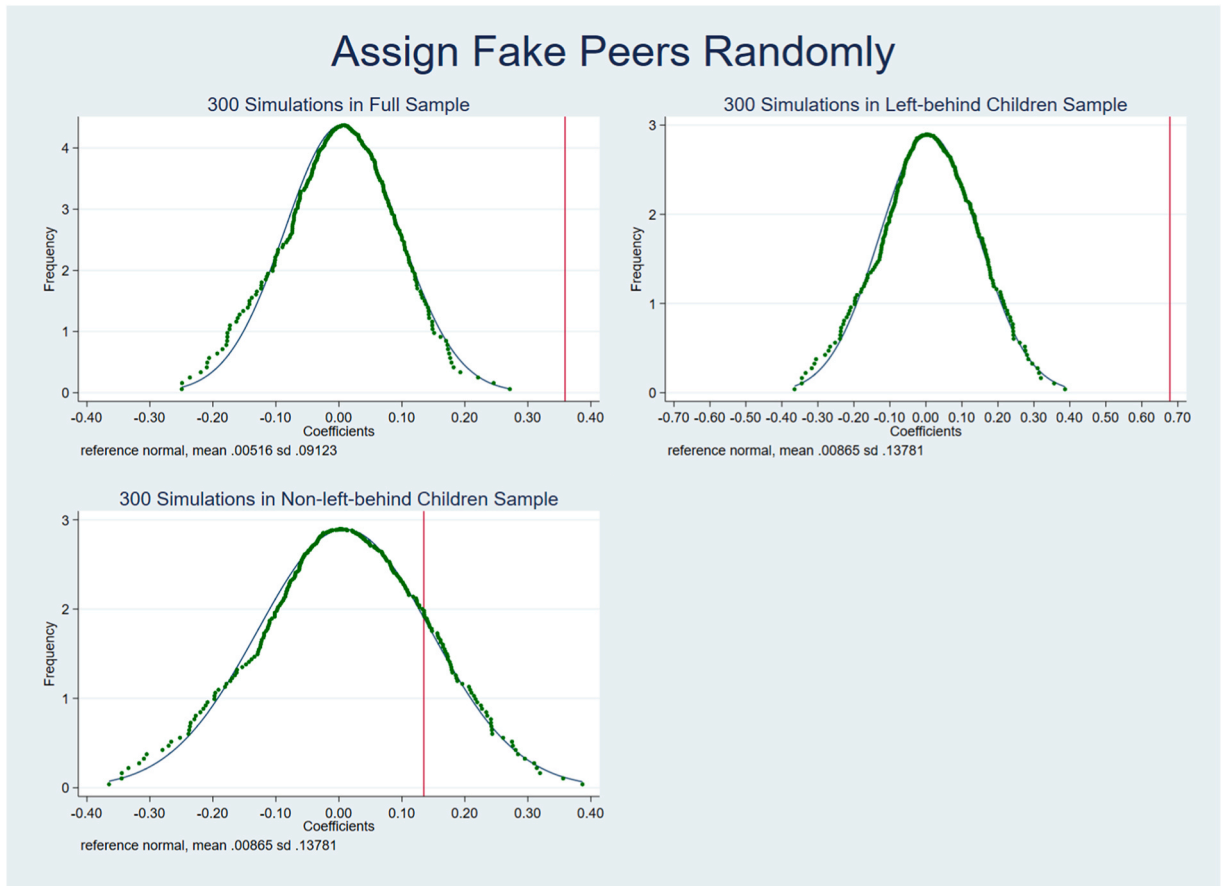 Assign Fake Peers Randomly
300 Simulations in Full Sample
Frequency
4
3
2
1
0
-0.40 -0.30 -0.20 -0.10 0.00 0.10 0.20 0.30 0.40
Coefficients
reference normal, mean .00516 sd .09123
300 Simulations in Left-behind Children Sample
Frequency
3
2
1
0
-0.70 -0.60 -0.50 -0.40 -0.30 -0.20 -0.10 0.00 0.10 0.20 0.30 0.40 0.50 0.60 0.70
Coefficients
reference normal, mean .00865 sd .13781
300 Simulations in Non-left-behind Children Sample
Frequency
3
2
1
0
-0.40 -0.30 -0.20 -0.10 0.00 0.10 0.20 0.30 0.40
Coefficients
reference normal, mean .00865 sd .13781